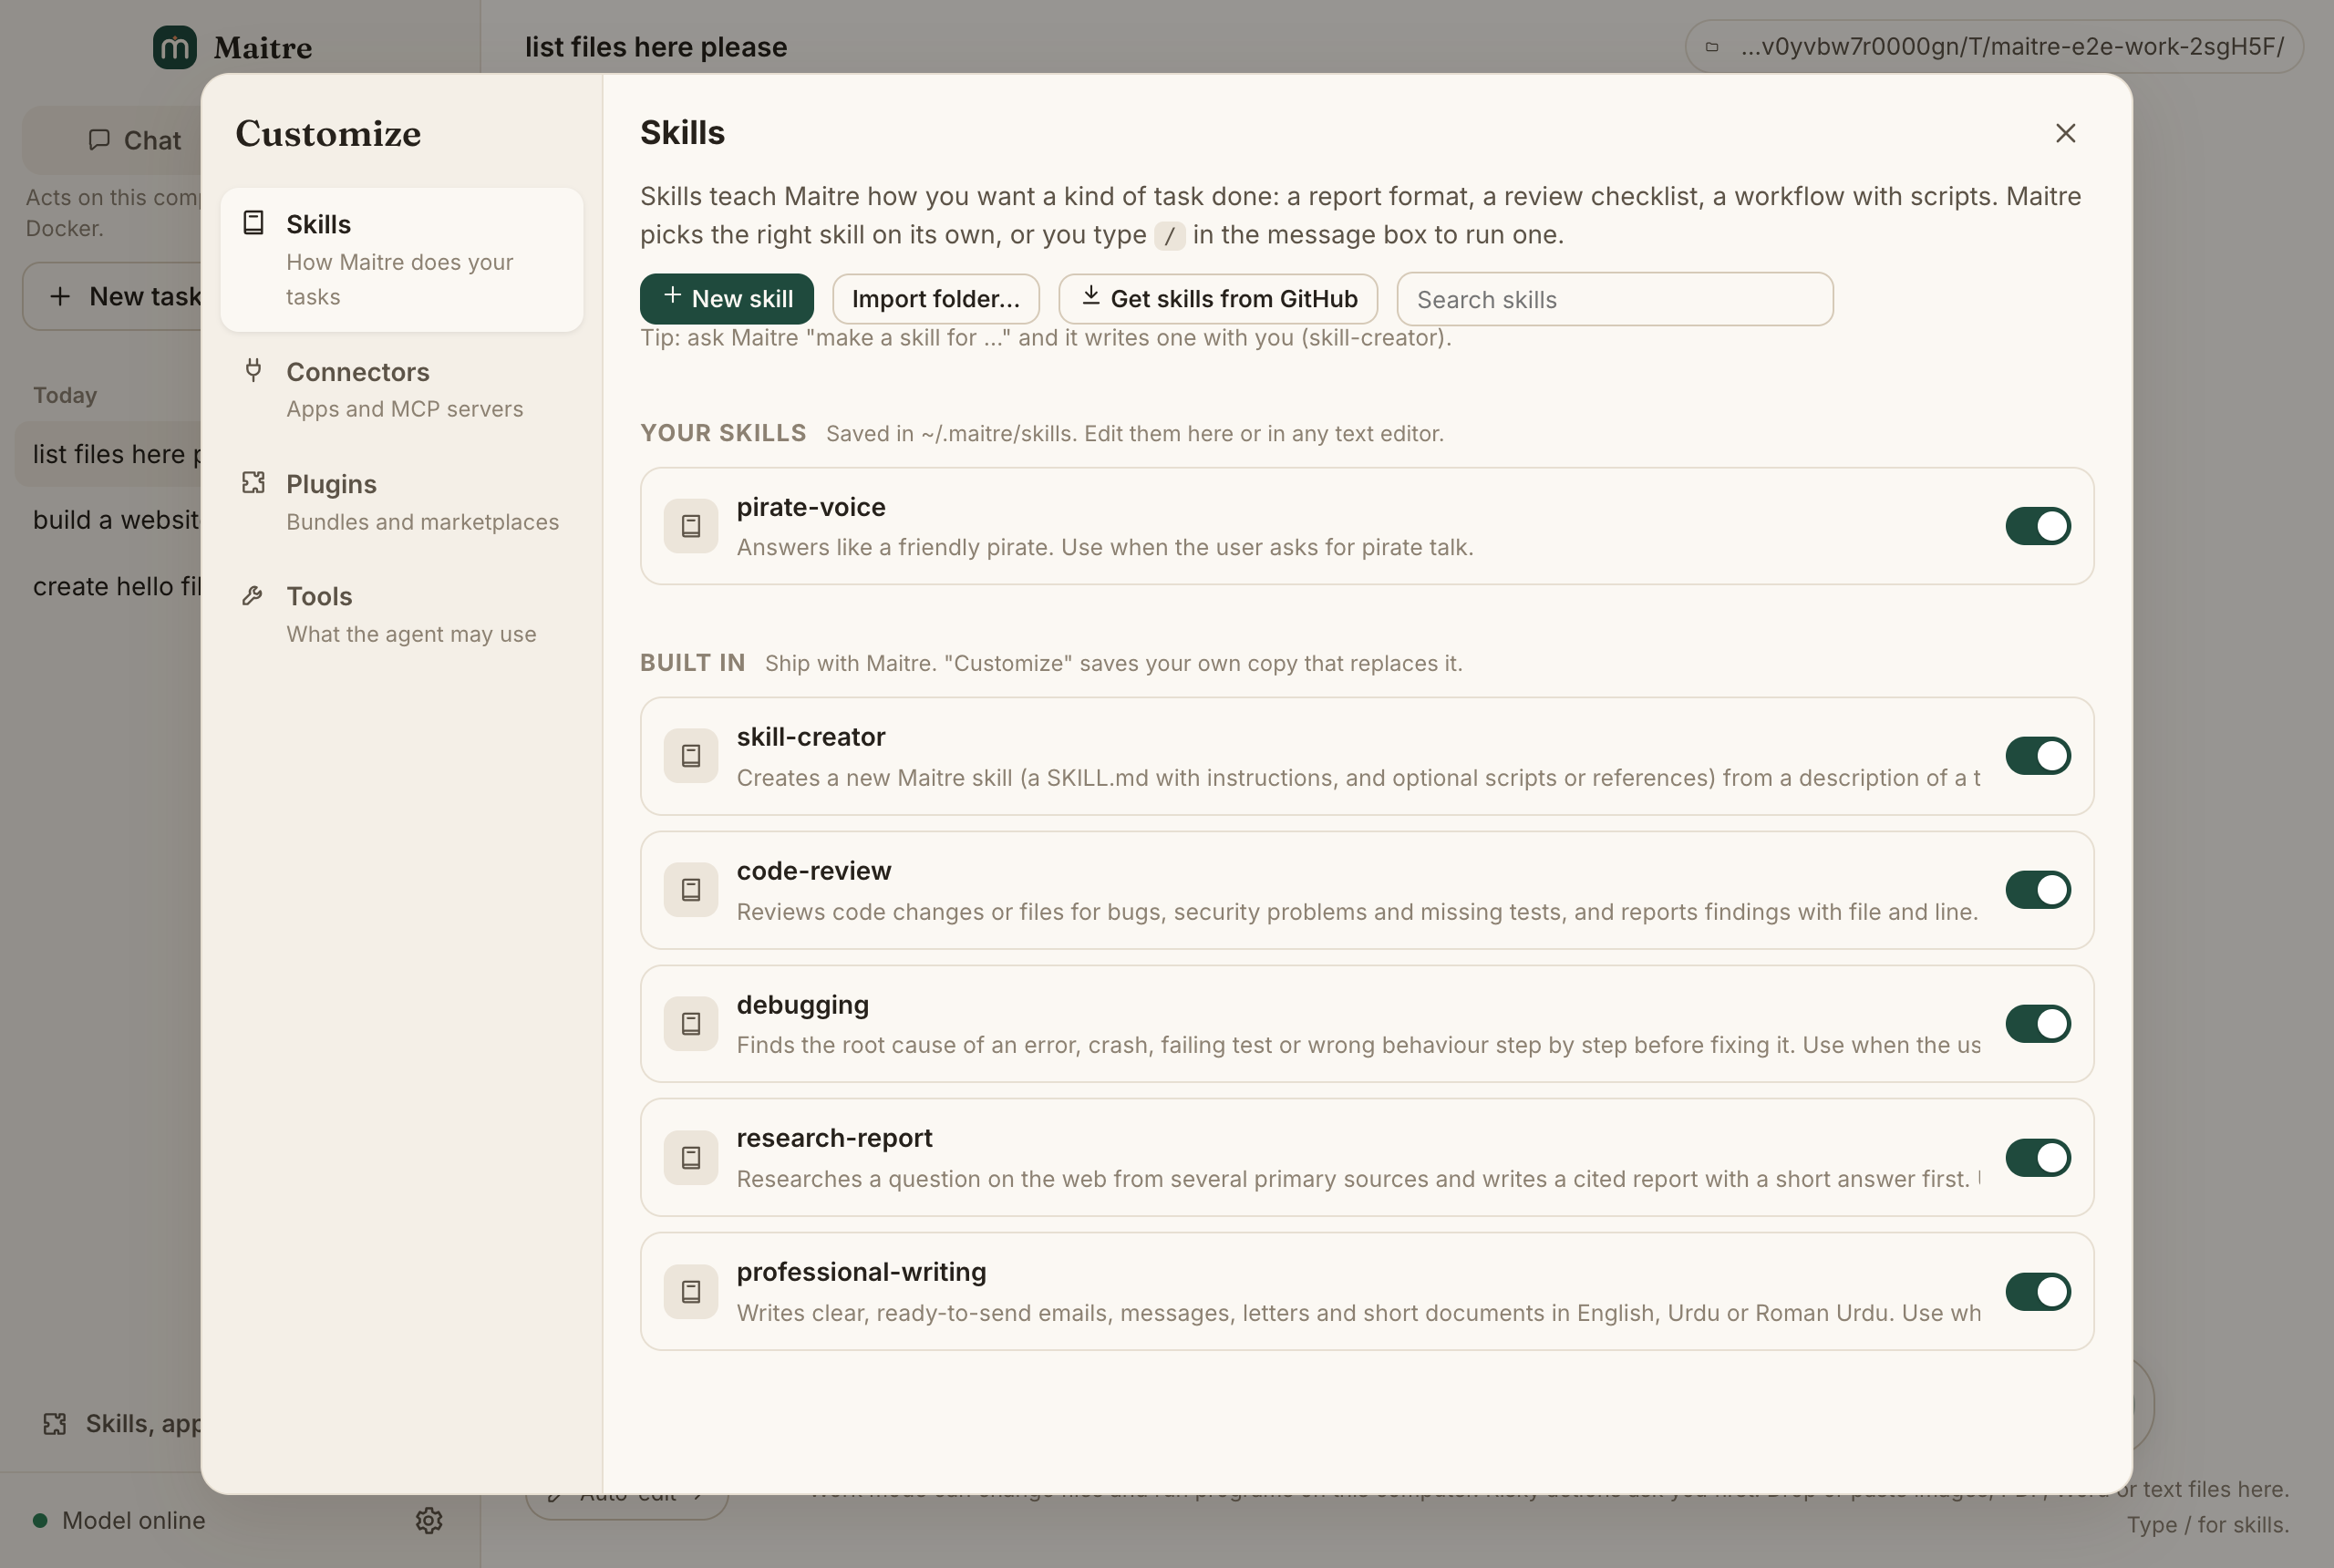 Maitre
list files here please
...v0yvbw7r0000gn/T/maitre-e2e-work-2sgH5F/
Chat
Acts on this
Docker.
New task
Today
list files here
build a
create hello
Skills,
Model online
Customize
Skills
How Maitre does your
tasks
Connectors
Apps and MCP servers
Plugins
Bundles and marketplaces
Tools
What the agent may use
Skills
Skills teach Maitre how you want a kind of task done: a report format, a review checklist, a workflow with scripts. Maitre
picks the right skill on its own, or you type / in the message box to run one.
New skill
Import folder...
Get skills from GitHub
Search skills
Tip: ask Maitre "make a skill for ..." and it writes one with you (skill-creator).
YOUR SKILLS Saved in ~/.maitre/skills. Edit them here or in any text editor.
pirate-voice
Answers like a friendly pirate. Use when the user asks for pirate talk.
BUILT IN Ship with Maitre. "Customize" saves your own copy that replaces it.
skill-creator
Creates a new Maitre skill (a SKILL.md with instructions, and optional scripts or references) from a description of a t
code-review
Reviews code changes or files for bugs, security problems and missing tests, and reports findings with file and line.
debugging
Finds the root cause of an error, crash, failing test or wrong behaviour step by step before fixing it. Use when the us
research-report
Researches a question on the web from several primary sources and writes a cited report with a short answer first.
professional-writing
Writes clear, ready-to-send emails, messages, letters and short documents in English, Urdu or Roman Urdu. Use wh
or text files here.
Type / for skills.